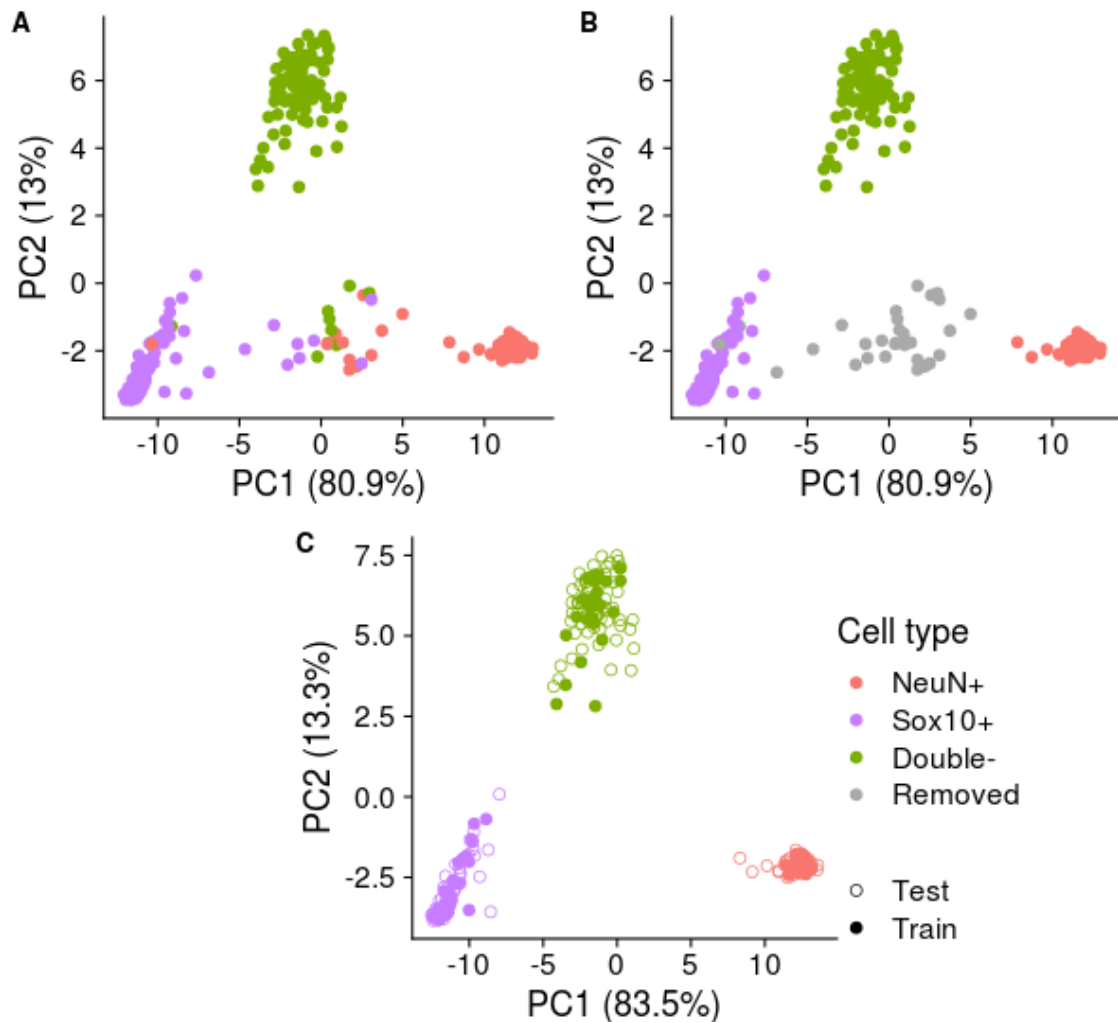 A
PC2 (13%)
6
4
2
0
-2
-10 -5 0 5 10
PC1 (80.9%)
B
PC2 (13%)
6
4
2
0
-2
-10 -5 0 5 10
PC1 (80.9%)
C
PC2 (13.3%)
7.5
5.0
2.5
0.0
-2.5
-10 -5 0 5 10
PC1 (83.5%)
Cell type
NeuN+
Sox10+
Double-
Removed
Test
Train